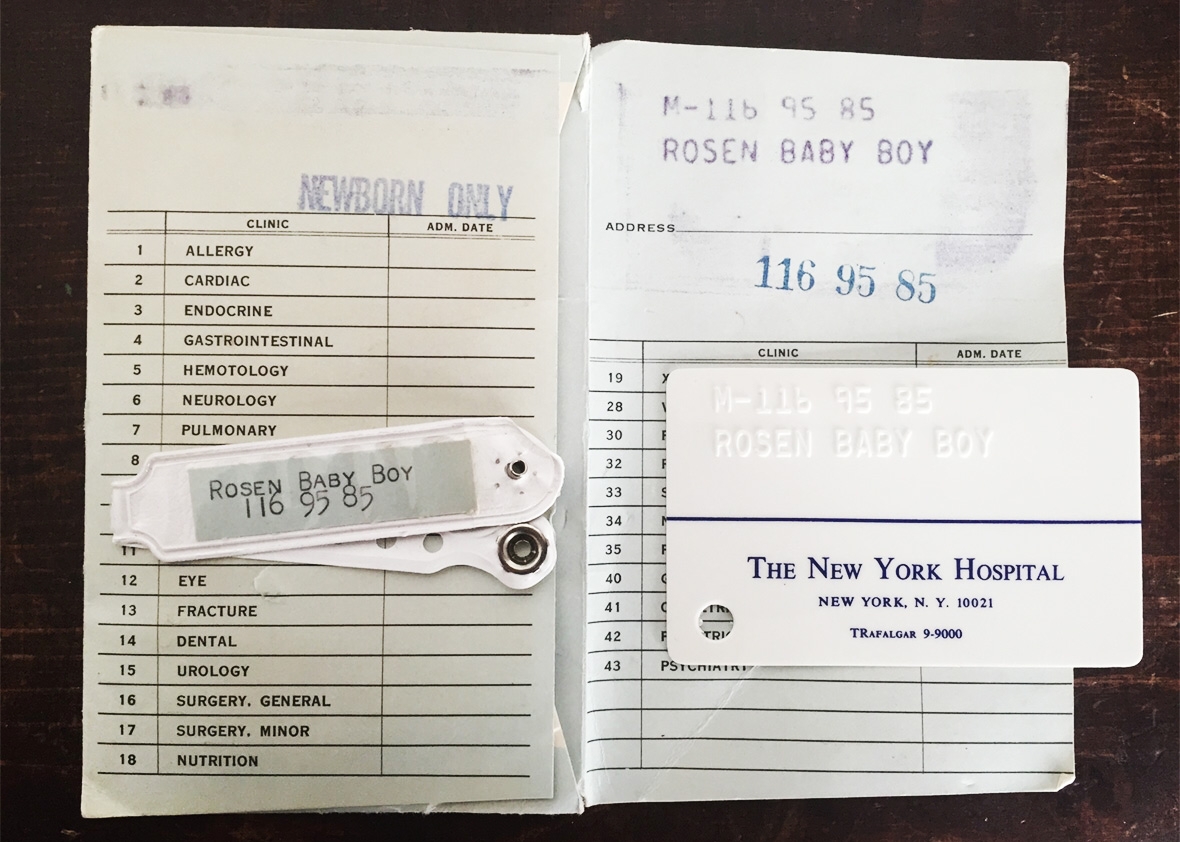 NEWBORN ONLY
CLINIC ADM. DATE
1 ALLERGY
2 CARDIAC
3 ENDOCRINE
4 GASTROINTESTINAL
5 HEMOTOLOGY
6 NEUROLOGY
7 PULMONARY
8
ROSEN BABY BOY
116 95 85
11
12 EYE
13 FRACTURE
14 DENTAL
15 UROLOGY
16 SURGERY, GENERAL
17 SURGERY, MINOR
18 NUTRITION
M-116 95 85
ROSEN BABY BOY
ADDRESS
116 95 85
CLINIC ADM. DATE
19
28
30
32
33
34
35
40
41
42
43 PSYCHIATRY
M-116 95 85
ROSEN BABY BOY
THE NEW YORK HOSPITAL
NEW YORK, N. Y. 10021
TRAFALGAR 9-9000